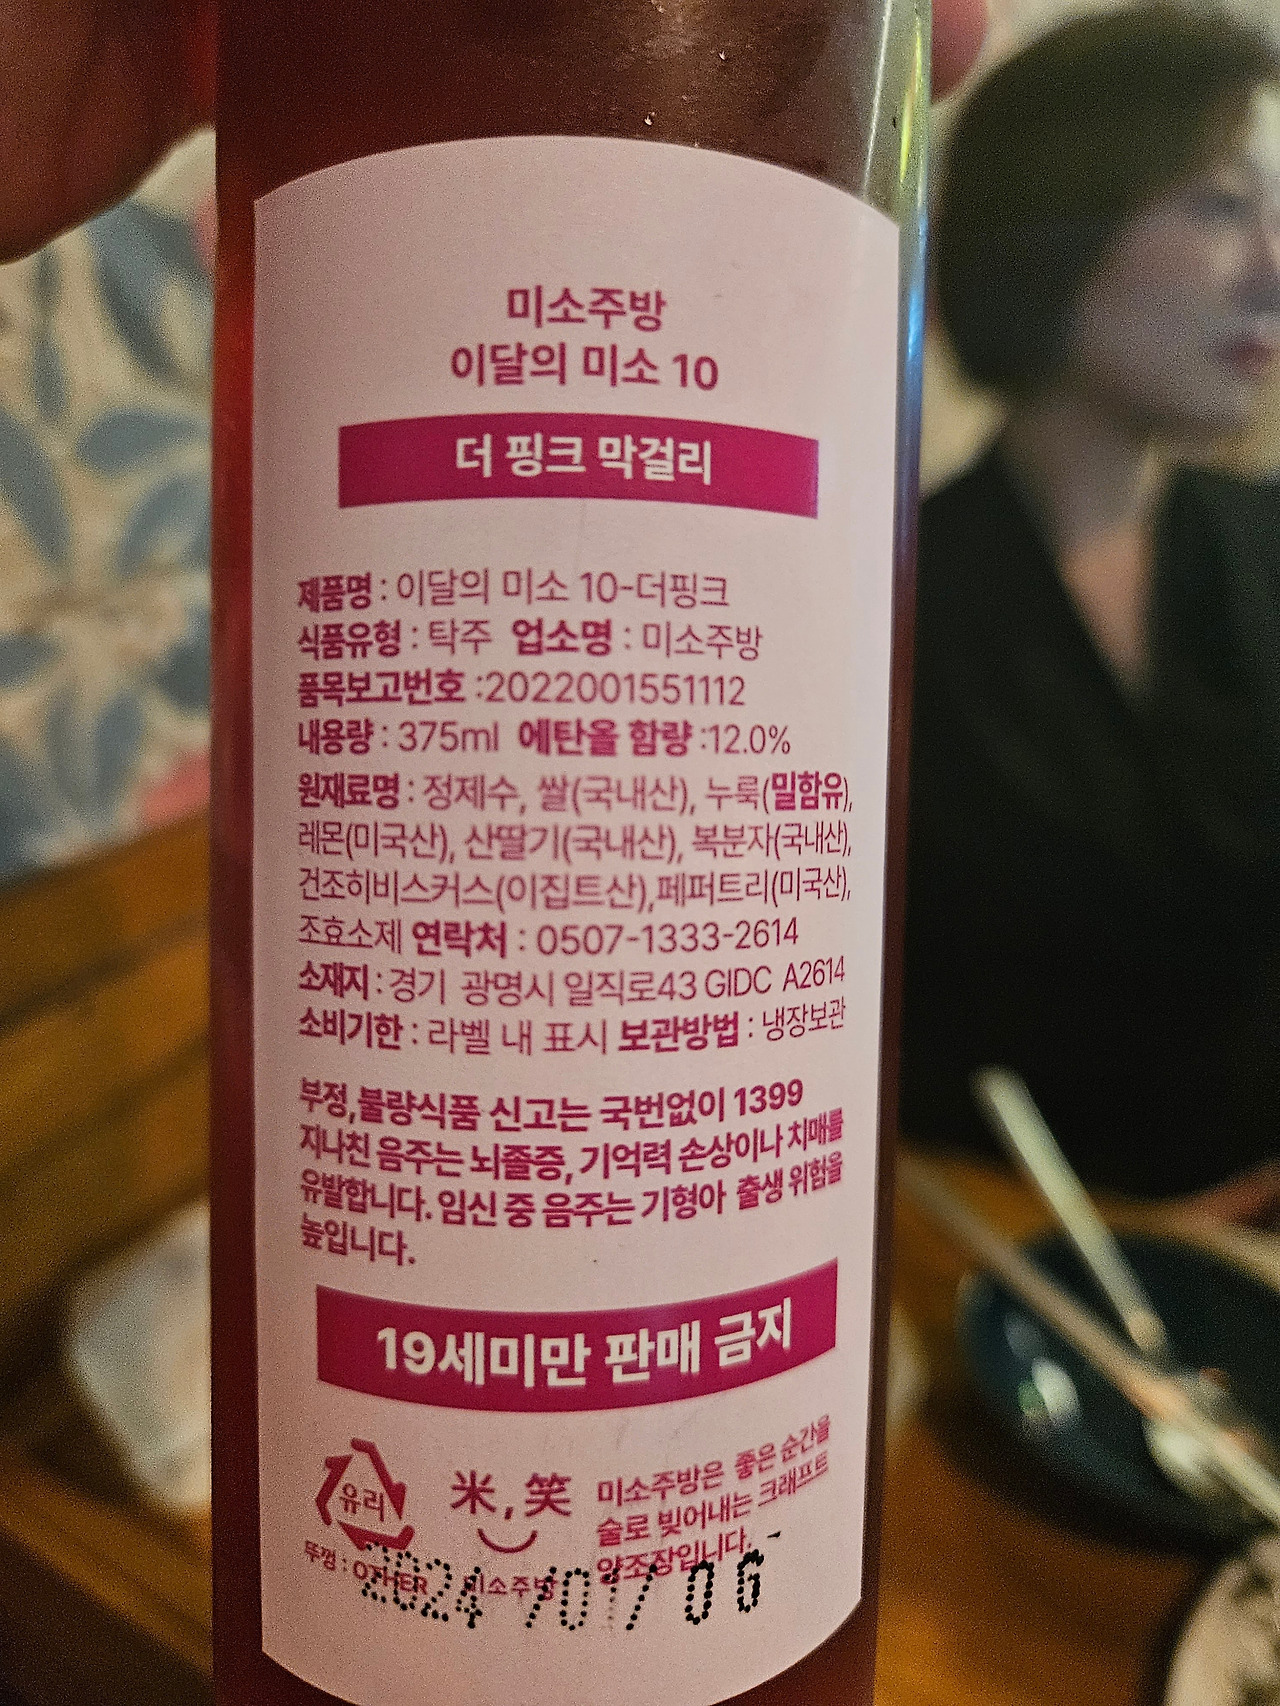 미소주방
이달의 미소 10
더 핑크 막걸리
제품명 : 이달의 미소 10-더핑크
식품유형 : 탁주 업소명 : 미소주방
품목보고번호 :2022001551112
내용량 : 375ml 에탄올 함량 :12.0%
원재료명 : 정제수, 쌀(국내산), 누룩(밀함유),
레몬(미국산), 산딸기(국내산), 복분자(국내산),
건조히비스커스(이집트산),페퍼트리(미국산),
조효소제 연락처 : 0507-1333-2614
소재지 : 경기 광명시 일직로43 GIDC A2614
소비기한 : 라벨 내 표시 보관방법 : 냉장보관
부정,불량식품 신고는 국번없이 1399
지나친 음주는 뇌졸증, 기억력 손상이나 치매를
유발합니다. 임신 중 음주는 기형아 출생 위험을
높입니다.
19세미만 판매 금지
유리
뚜껑 : OTHER
米, 笑
미소주방
미소주방은 좋은 순간을
술로 빚어내는 크래프트
양조장입니다.
2024 /01/ 06